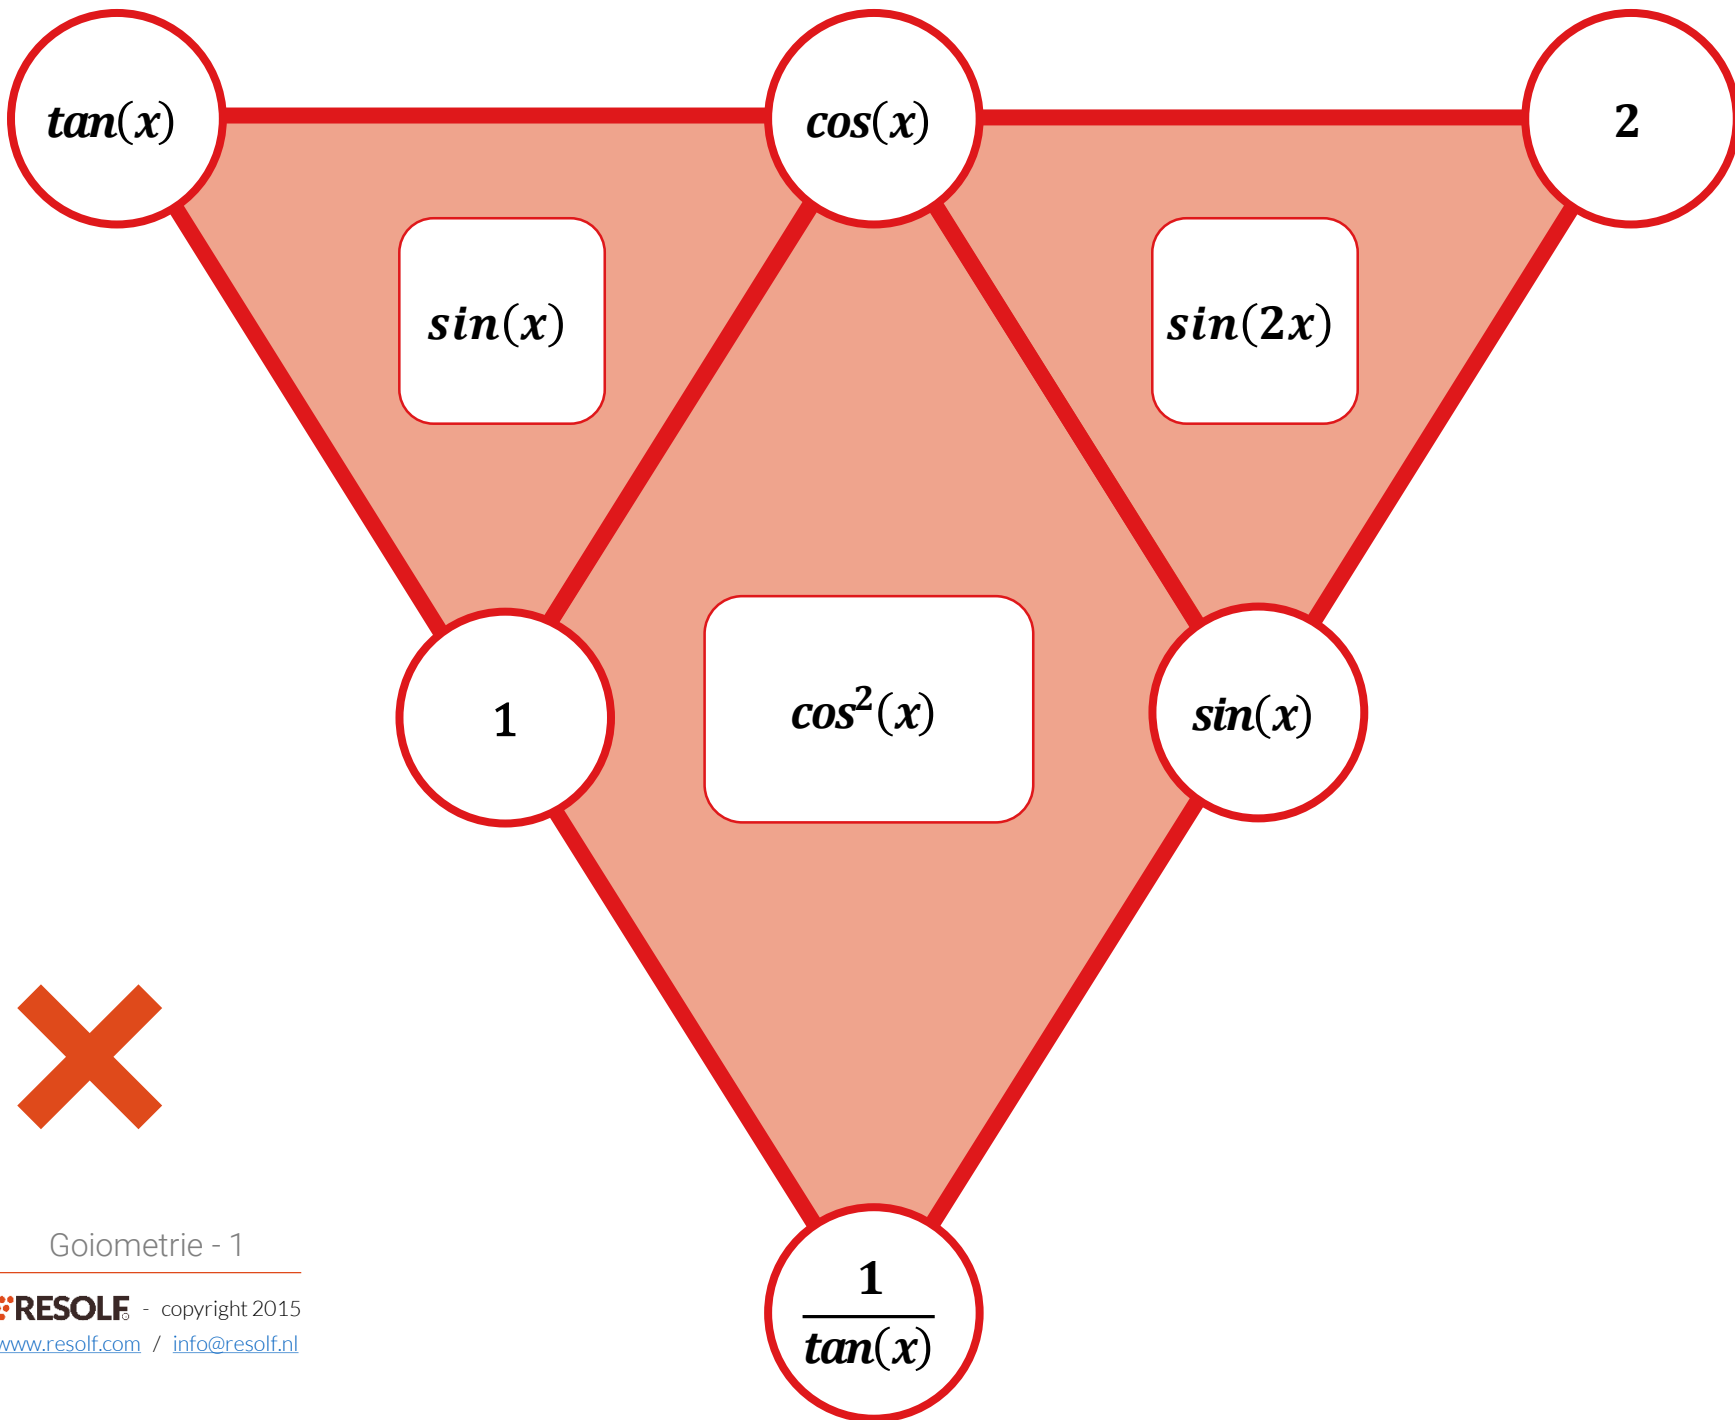 tan(x)
cos(x)
2
sin(x)
sin(2x)
1
cos²(x)
sin(x)
1
tan(x)
Goiometrie - 1
RESOLF - copyright 2015
www.resolf.com / info@resolf.nl